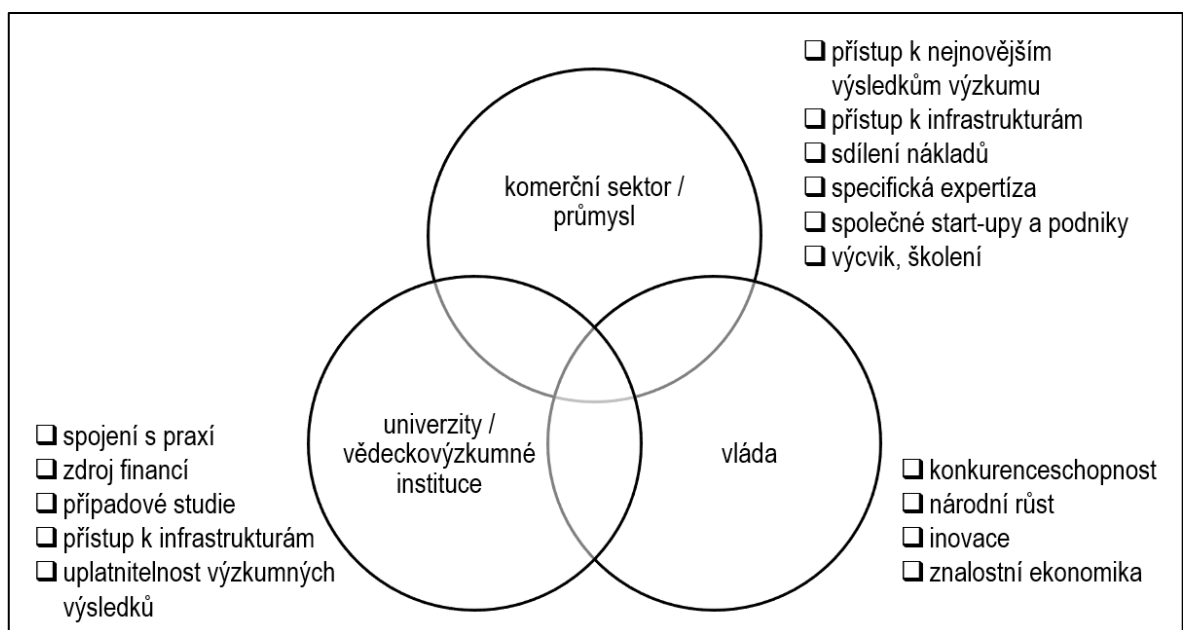 ❑ přístup k nejnovějším
výsledkům výzkumu
❑ přístup k infrastrukturám
❑ sdílení nákladů
❑ specifická expertíza
❑ společné start-upy a podniky
❑ výcvik, školení
komerční sektor /
průmysl
univerzity /
vědeckovýzkumné
instituce
vláda
❑ spojení s praxí
❑ zdroj financí
❑ případové studie
❑ přístup k infrastrukturám
❑ uplatnitelnost výzkumných
výsledků
❑ konkurenceschopnost
❑ národní růst
❑ inovace
❑ znalostní ekonomika